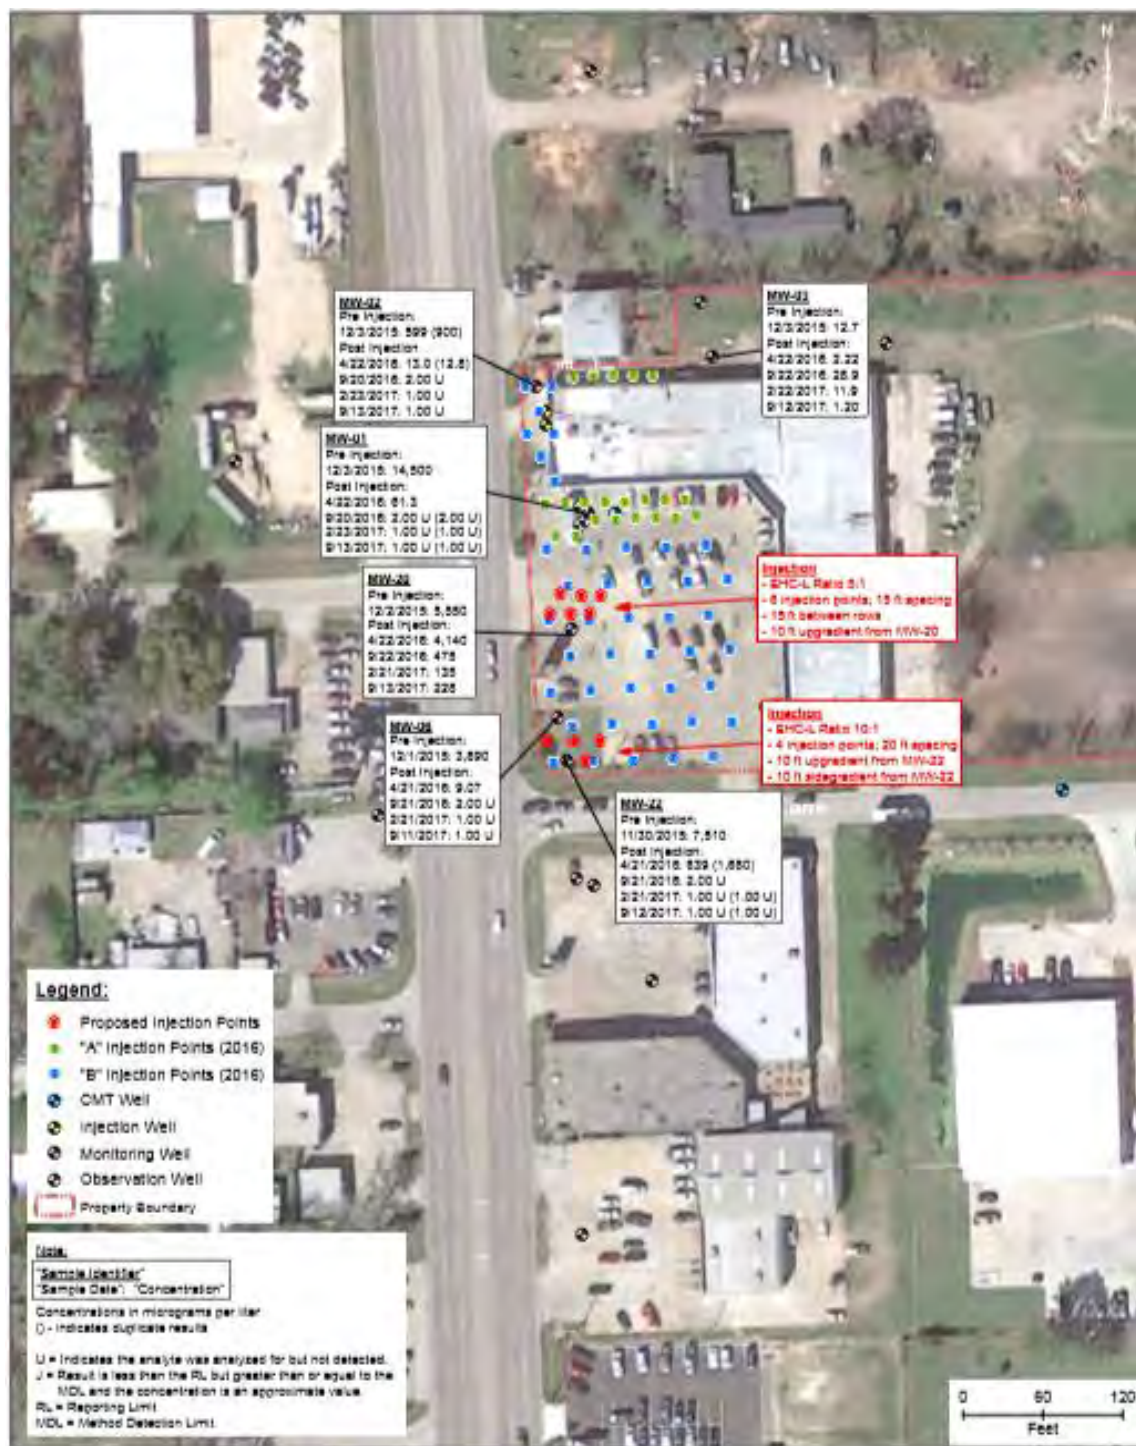 N
MW-02
Pre Injection:
12/3/2015: 899 (900)
Post Injection
4/22/2016: 13.0 (12.8)
9/20/2016: 2.00 U
2/23/2017: 1.00 U
9/13/2017: 1.00 U
MW-03
Pre Injection:
12/3/2015: 12.7
Post Injection:
4/22/2016: 2.22
9/22/2016: 28.9
2/22/2017: 11.9
9/12/2017: 1.20
MW-01
Pre Injection:
12/3/2015: 14,500
Post Injection:
4/22/2016: 61.3
9/20/2016: 2.00 U (2.00 U)
2/23/2017: 1.00 U (1.00 U)
9/13/2017: 1.00 U (1.00 U)
Injection
- EHC-L Ratio 5:1
- 6 injection points; 15 ft spacing
- 15 ft between rows
- 10 ft upgradient from MW-20
MW-20
Pre Injection:
12/2/2015: 5,550
Post Injection:
4/22/2016: 4,140
9/22/2016: 475
2/21/2017: 135
9/13/2017: 226
Injection
- EHC-L Ratio 10:1
- 4 injection points; 20 ft spacing
- 10 ft upgradient from MW-22
- 10 ft sidegradient from MW-22
Pre Injection:
12/1/2015: 3,690
Post Injection:
4/21/2016: 9.07
9/21/2016: 2.00 U
2/21/2017: 1.00 U
9/11/2017: 1.00 U
MW-22
Pre Injection:
11/30/2015: 7,510
Post Injection:
4/21/2016: 839 (1,680)
9/21/2016: 2.00 U
2/21/2017: 1.00 U (1.00 U)
9/12/2017: 1.00 U (1.00 U)
Legend:
Proposed Injection Points
"A" Injection Points (2016)
"B" Injection Points (2016)
CMT Well
Injection Well
Monitoring Well
Observation Well
Property Boundary
Note:
"Sample Identifier"
"Sample Date": "Concentration"
Concentrations in micrograms per liter
() - Indicates duplicate results
U = Indicates the analyte was analyzed for but not detected.
J = Result is less than the RL but greater than or equal to the
MDL and the concentration is an approximate value.
RL = Reporting Limit
MDL = Method Detection Limit.
0 60 120
Feet